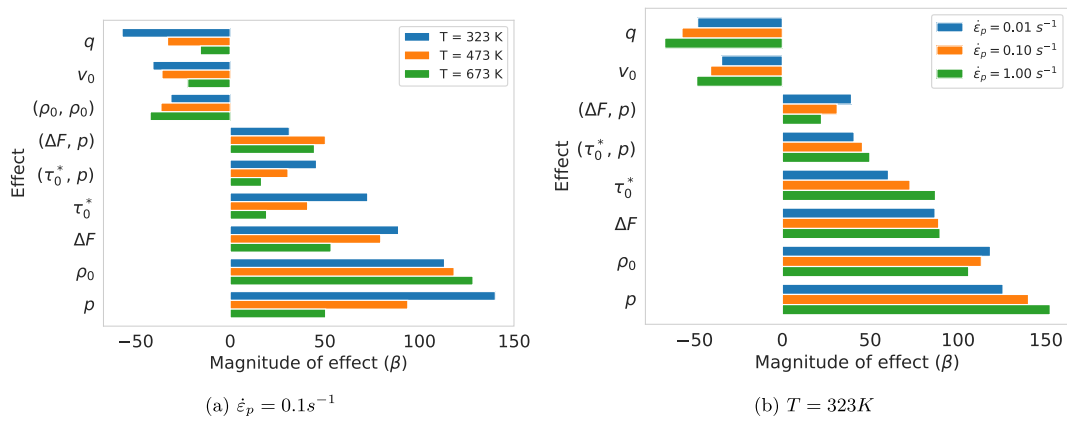 q
v₀
(ρ₀, ρ₀)
(ΔF, p)
(τ₀*, p)
τ₀*
ΔF
ρ₀
p
Effect
T = 323 K
T = 473 K
T = 673 K
−50 0 50 100 150
Magnitude of effect (β)
(a) ε̇ₚ = 0.1s⁻¹
q
v₀
(ΔF, p)
(τ₀*, p)
τ₀*
ΔF
ρ₀
p
Effect
ε̇ₚ = 0.01 s⁻¹
ε̇ₚ = 0.10 s⁻¹
ε̇ₚ = 1.00 s⁻¹
−50 0 50 100 150
Magnitude of effect (β)
(b) T = 323K